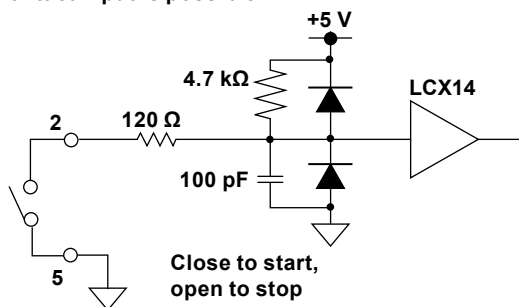 +5 V
4.7 kΩ
LCX14
2
120 Ω
100 pF
5
Close to start,
open to stop